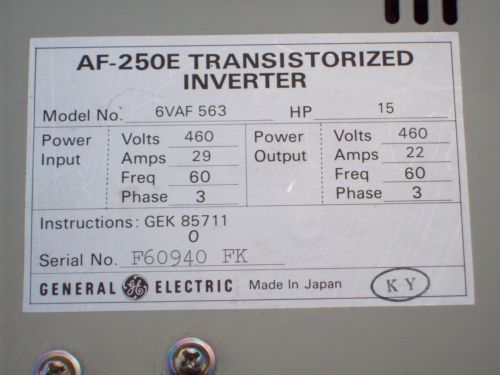 AF-250E TRANSISTORIZED
INVERTER
Model No. 6VAF 563 HP 15
Power Input Volts 460 Power Output Volts 460
Amps 29 Amps 22
Freq 60 Freq 60
Phase 3 Phase 3
Instructions: GEK 85711
0
Serial No. F60940 FK
GENERAL GE ELECTRIC Made In Japan KY